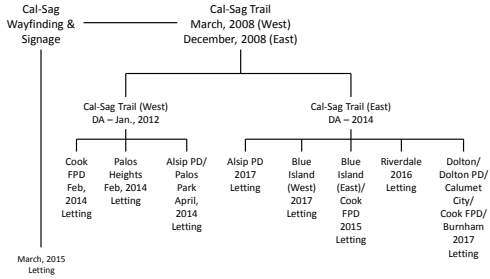 Cal-Sag
Wayfinding &
Signage
Cal-Sag Trail
March, 2008 (West)
December, 2008 (East)
Cal-Sag Trail (West)
DA – Jan., 2012
Cal-Sag Trail (East)
DA – 2014
Cook
FPD
Feb,
2014
Letting
Palos
Heights
Feb, 2014
Letting
Alsip PD/
Palos
Park
April,
2014
Letting
Alsip PD
2017
Letting
Blue
Island
(West)
2017
Letting
Blue
Island
(East)/
Cook
FPD
2015
Letting
Riverdale
2016
Letting
Dolton/
Dolton PD/
Calumet
City/
Cook FPD/
Burnham
2017
Letting
March, 2015
Letting